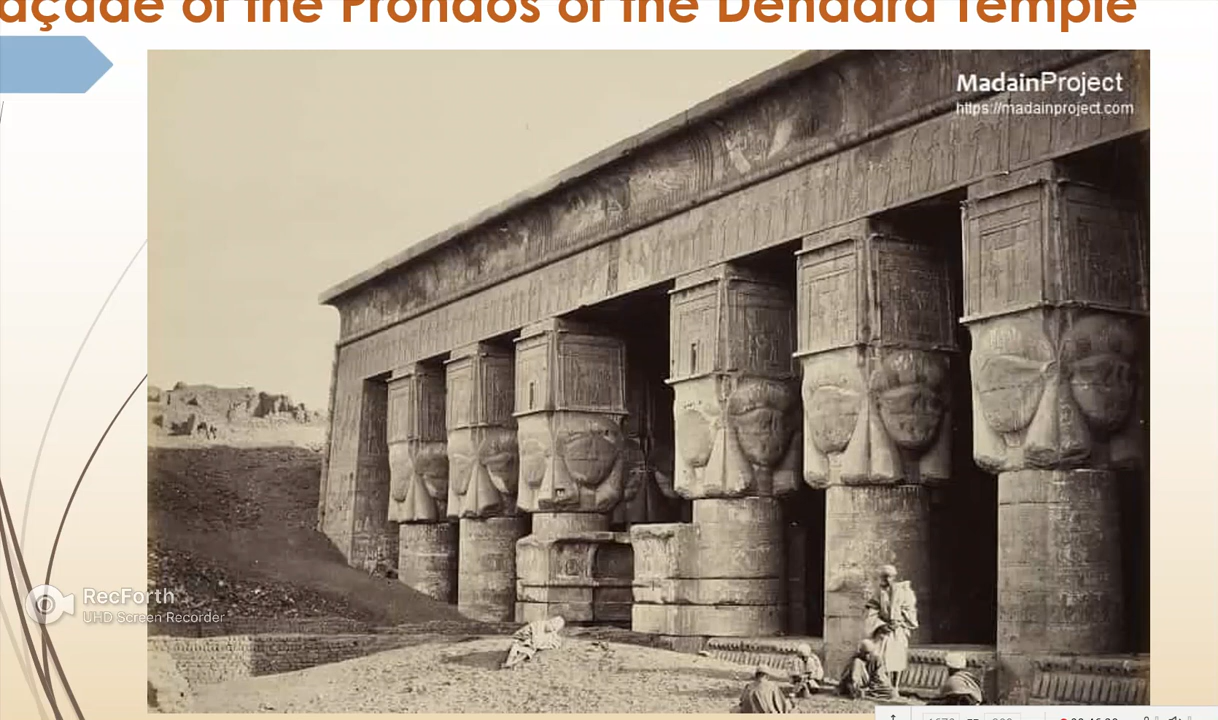 açade of the Pronaos of the Dendara Temple
MadainProject
https://madainproject.com
RecForth
UHD Screen Recorder